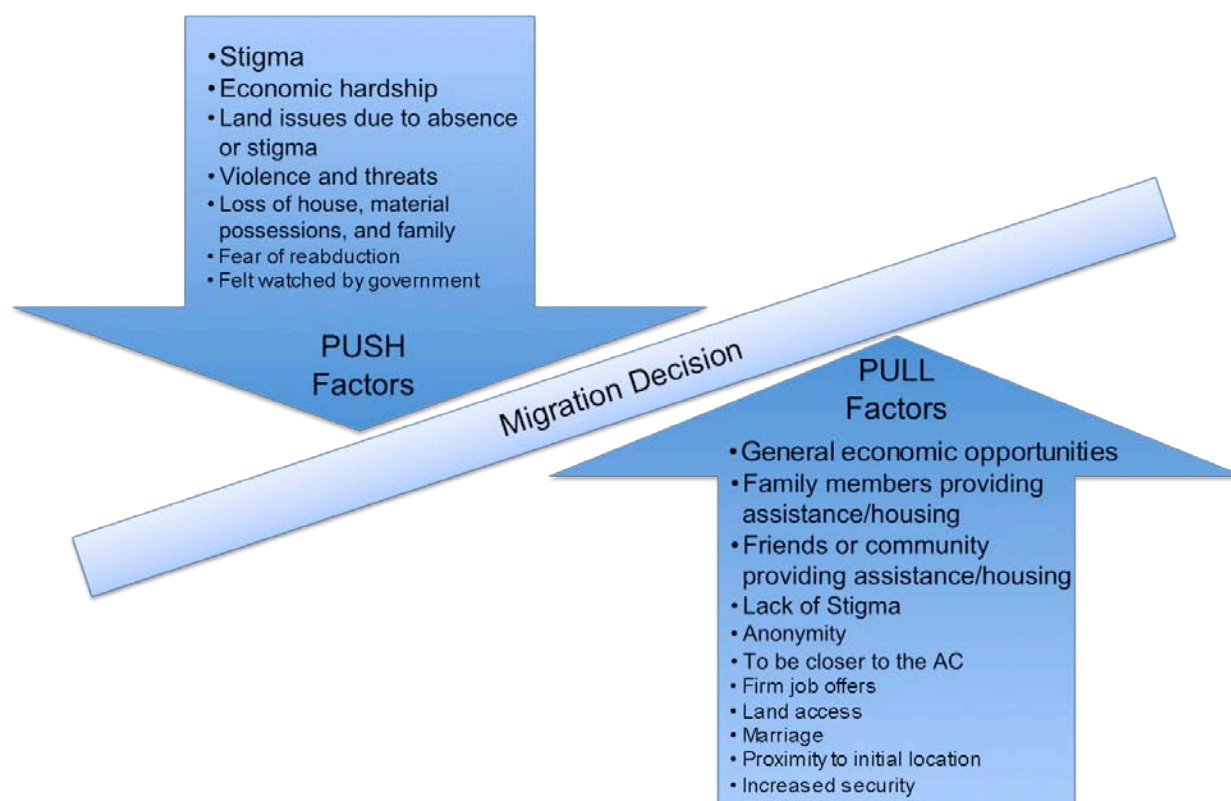 •Stigma
•Economic hardship
•Land issues due to absence
or stigma
•Violence and threats
•Loss of house, material
possessions, and family
• Fear of reabduction
• Felt watched by government
PUSH
Factors
Migration Decision
PULL
Factors
•General economic opportunities
•Family members providing
assistance/housing
•Friends or community
providing assistance/housing
•Lack of Stigma
•Anonymity
•To be closer to the AC
• Firm job offers
• Land access
• Marriage
• Proximity to initial location
• Increased security